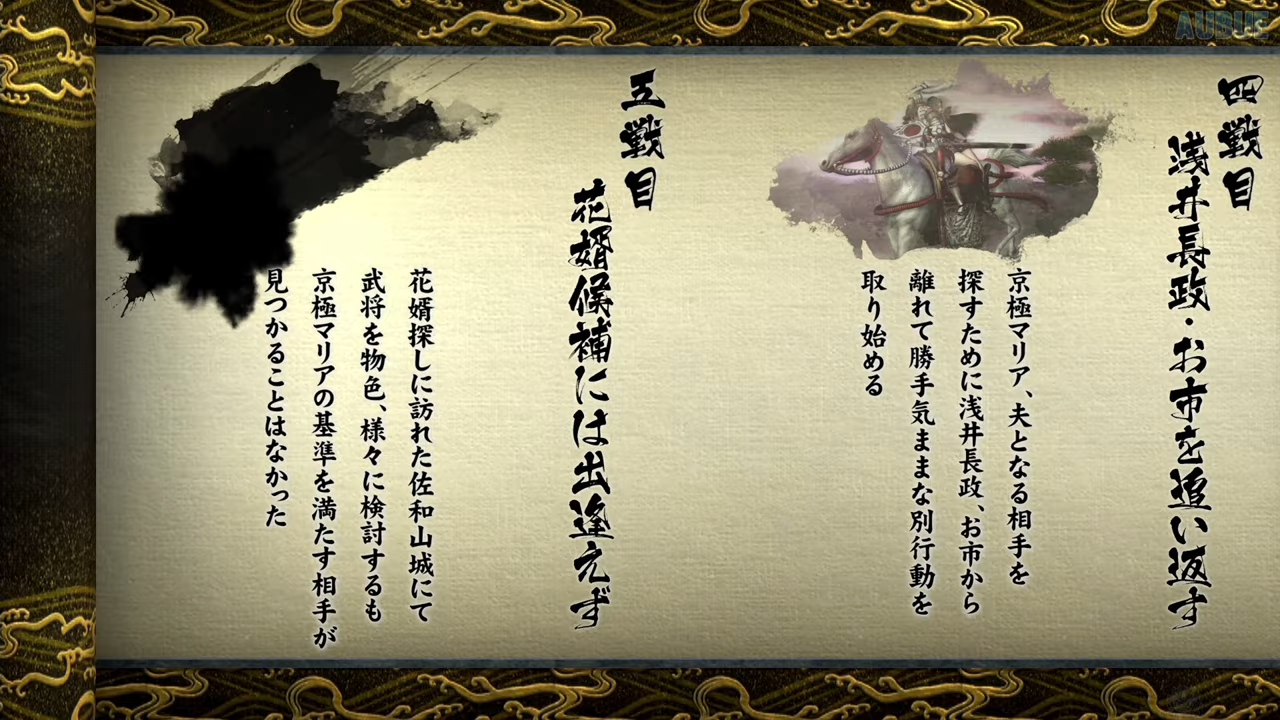 四戦目
浅井長政・お市を追い返す
京極マリア、夫となる相手を
探すために浅井長政、お市から
離れて勝手気ままな別行動を
取り始める
五戦目
花婿候補には出逢えず
花婿探しに訪れた佐和山城にて
武将を物色、様々に検討するも
京極マリアの基準を満たす相手が
見つかることはなかった
AUBUE